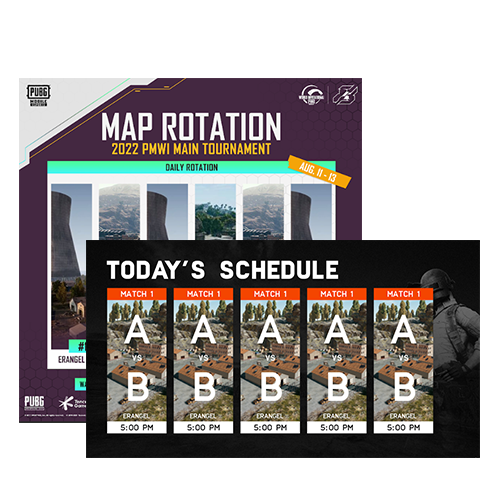 PUBG
MOBILE
MAP ROTATION
2022 PMWI MAIN TOURNAMENT
DAILY ROTATION
AUG. 11 - 13
ERANGEL
TODAY'S SCHEDULE
MATCH 1 MATCH 1 MATCH 1 MATCH 1 MATCH 1
A A A A A
VS VS VS VS VS
B B B B B
ERANGEL ERANGEL ERANGEL ERANGEL ERANGEL
5:00 PM 5:00 PM 5:00 PM 5:00 PM 5:00 PM
PUBG